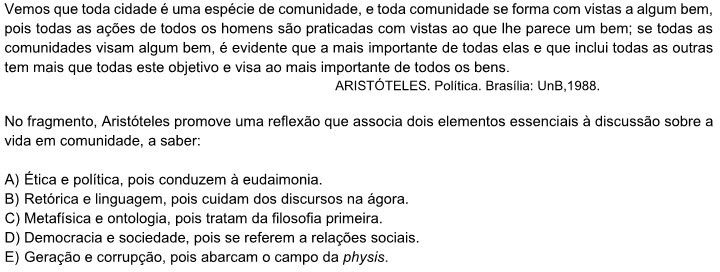 Vemos que toda cidade é uma espécie de comunidade, e toda comunidade se forma com vistas a algum bem,
pois todas as ações de todos os homens são praticadas com vistas ao que lhe parece um bem; se todas as
comunidades visam algum bem, é evidente que a mais importante de todas elas e que inclui todas as outras
tem mais que todas este objetivo e visa ao mais importante de todos os bens.
ARISTÓTELES. Política. Brasília: UnB,1988.
No fragmento, Aristóteles promove uma reflexão que associa dois elementos essenciais à discussão sobre a
vida em comunidade, a saber:
A) Ética e política, pois conduzem à eudaimonia.
B) Retórica e linguagem, pois cuidam dos discursos na ágora.
C) Metafísica e ontologia, pois tratam da filosofia primeira.
D) Democracia e sociedade, pois se referem a relações sociais.
E) Geração e corrupção, pois abarcam o campo da physis.